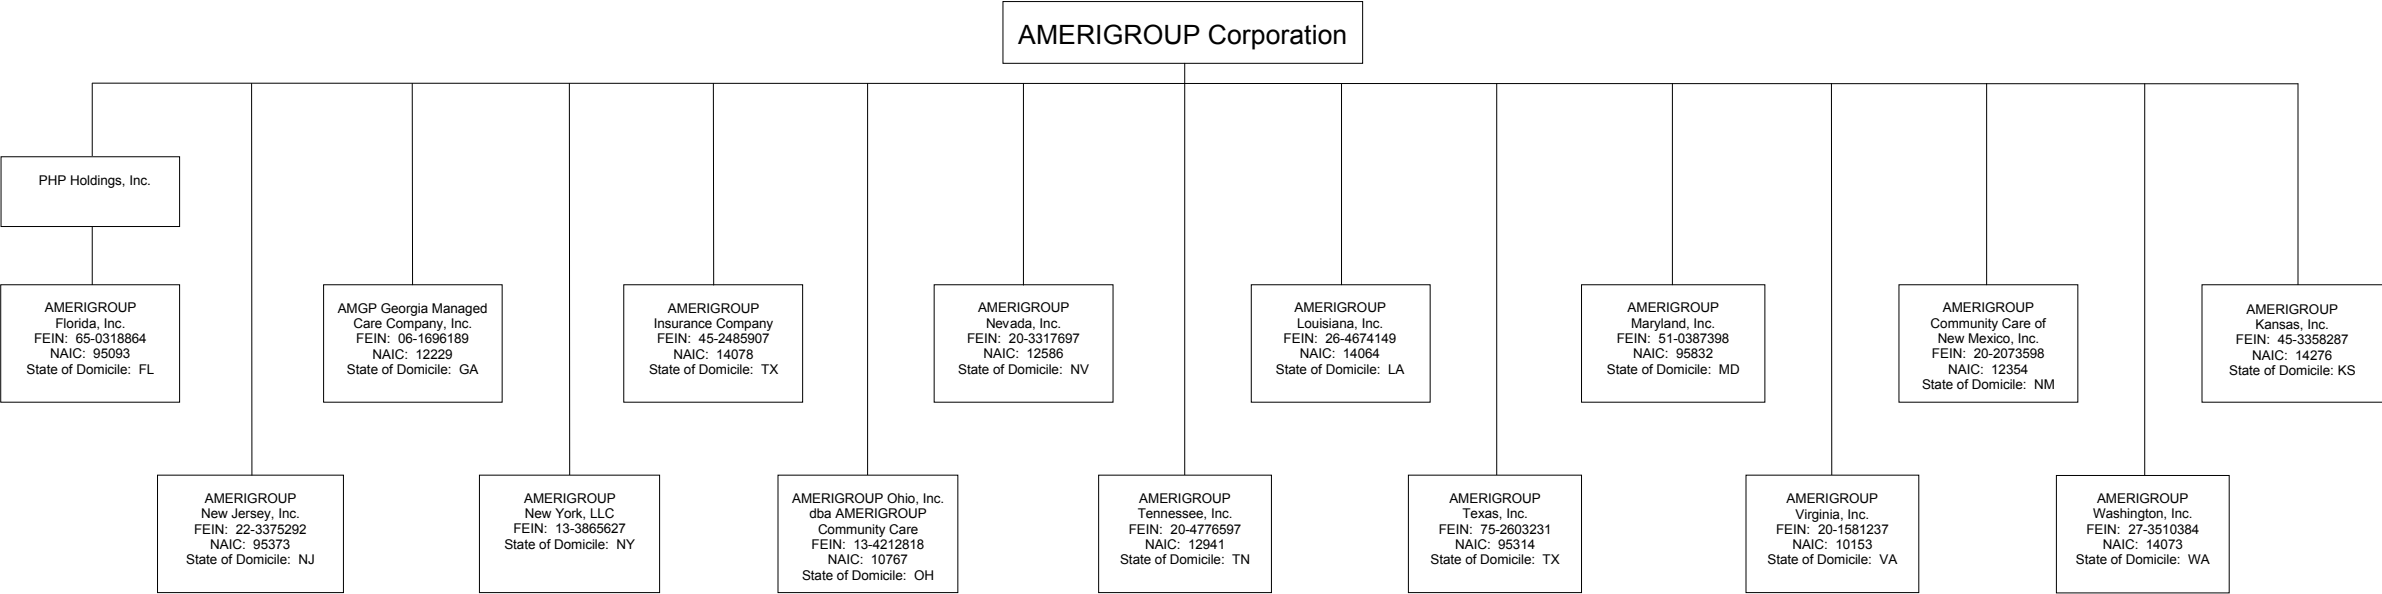 AMERIGROUP Corporation
PHP Holdings, Inc.
AMERIGROUP
Florida, Inc.
FEIN: 65-0318864
NAIC: 95093
State of Domicile: FL
AMGP Georgia Managed
Care Company, Inc.
FEIN: 06-1696189
NAIC: 12229
State of Domicile: GA
AMERIGROUP
Insurance Company
FEIN: 45-2485907
NAIC: 14078
State of Domicile: TX
AMERIGROUP
Nevada, Inc.
FEIN: 20-3317697
NAIC: 12586
State of Domicile: NV
AMERIGROUP
Louisiana, Inc.
FEIN: 26-4674149
NAIC: 14064
State of Domicile: LA
AMERIGROUP
Maryland, Inc.
FEIN: 51-0387398
NAIC: 95832
State of Domicile: MD
AMERIGROUP
Community Care of
New Mexico, Inc.
FEIN: 20-2073598
NAIC: 12354
State of Domicile: NM
AMERIGROUP
Kansas, Inc.
FEIN: 45-3358287
NAIC: 14276
State of Domicile: KS
AMERIGROUP
New Jersey, Inc.
FEIN: 22-3375292
NAIC: 95373
State of Domicile: NJ
AMERIGROUP
New York, LLC
FEIN: 13-3865627
State of Domicile: NY
AMERIGROUP Ohio, Inc.
dba AMERIGROUP
Community Care
FEIN: 13-4212818
NAIC: 10767
State of Domicile: OH
AMERIGROUP
Tennessee, Inc.
FEIN: 20-4776597
NAIC: 12941
State of Domicile: TN
AMERIGROUP
Texas, Inc.
FEIN: 75-2603231
NAIC: 95314
State of Domicile: TX
AMERIGROUP
Virginia, Inc.
FEIN: 20-1581237
NAIC: 10153
State of Domicile: VA
AMERIGROUP
Washington, Inc.
FEIN: 27-3510384
NAIC: 14073
State of Domicile: WA